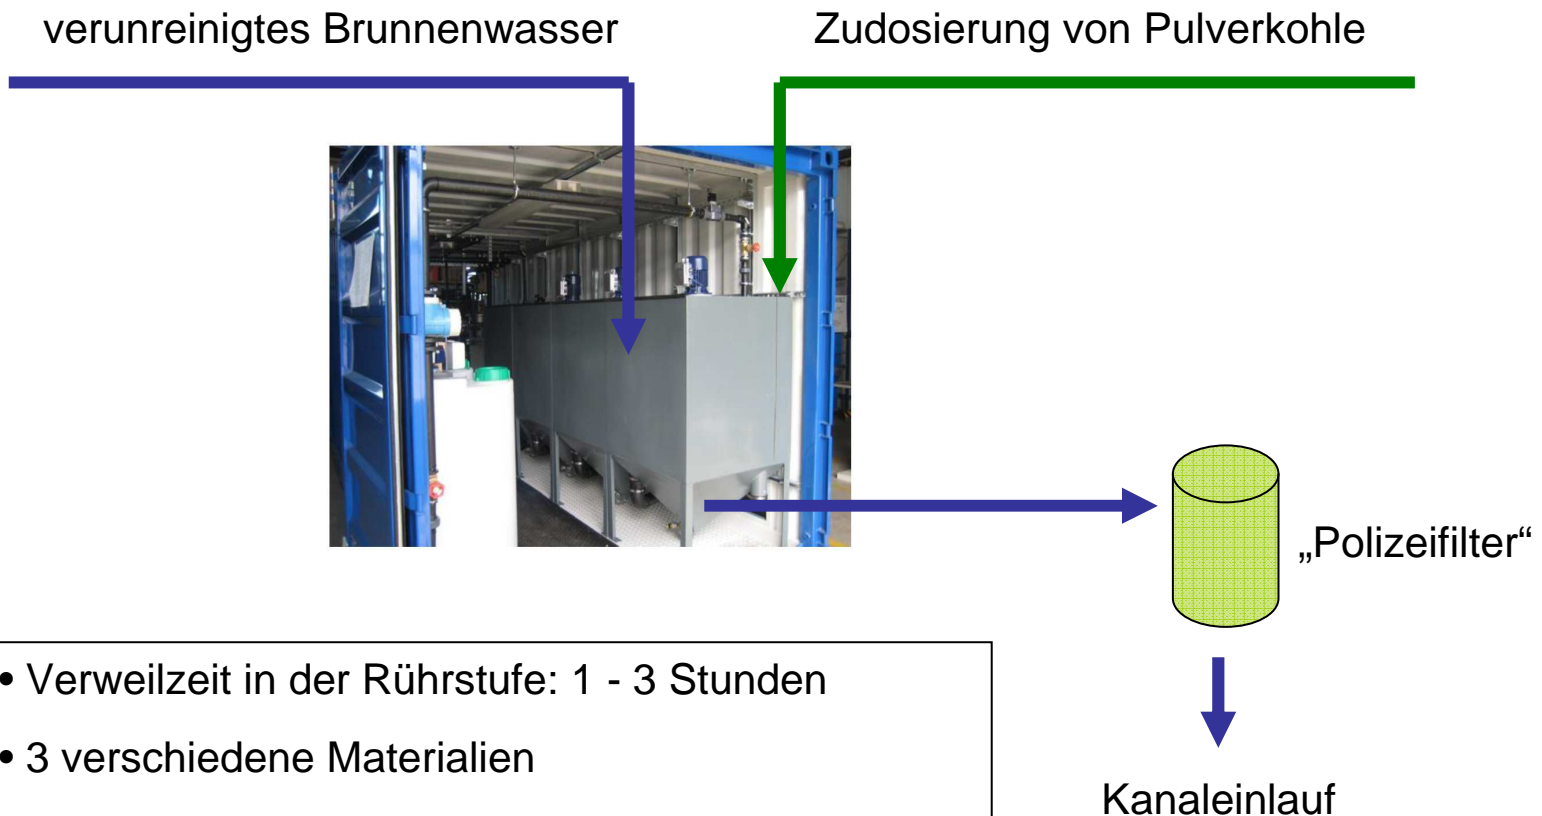 verunreinigtes Brunnenwasser
Zudosierung von Pulverkohle
„Polizeifilter“
• Verweilzeit in der Rührstufe: 1 - 3 Stunden
• 3 verschiedene Materialien
Kanaleinlauf